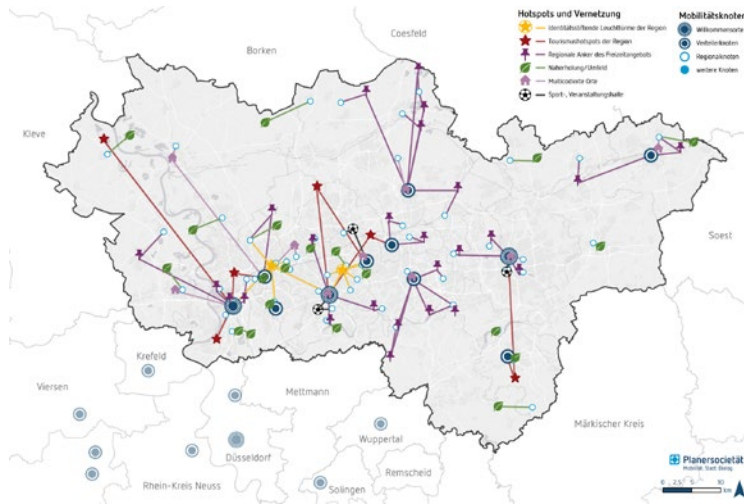 Hotspots und Vernetzung
Identitätsstiftende Leuchttürme der Region
Tourismushotspots der Region
Regionale Anker des Freizeitangebots
Naherholung/Umfeld
Multicodierte Orte
Sport-, Veranstaltungshalle
Mobilitätsknoten
Willkommensorte
Verteilerknoten
Regionalknoten
weitere Knoten
Borken
Coesfeld
Kleve
Soest
Krefeld
Viersen
Mettmann
Märkischer Kreis
Wuppertal
Düsseldorf
Remscheid
Rhein-Kreis Neuss
Solingen
Planersocietät
Mobilität. Stadt. Dialog.
km